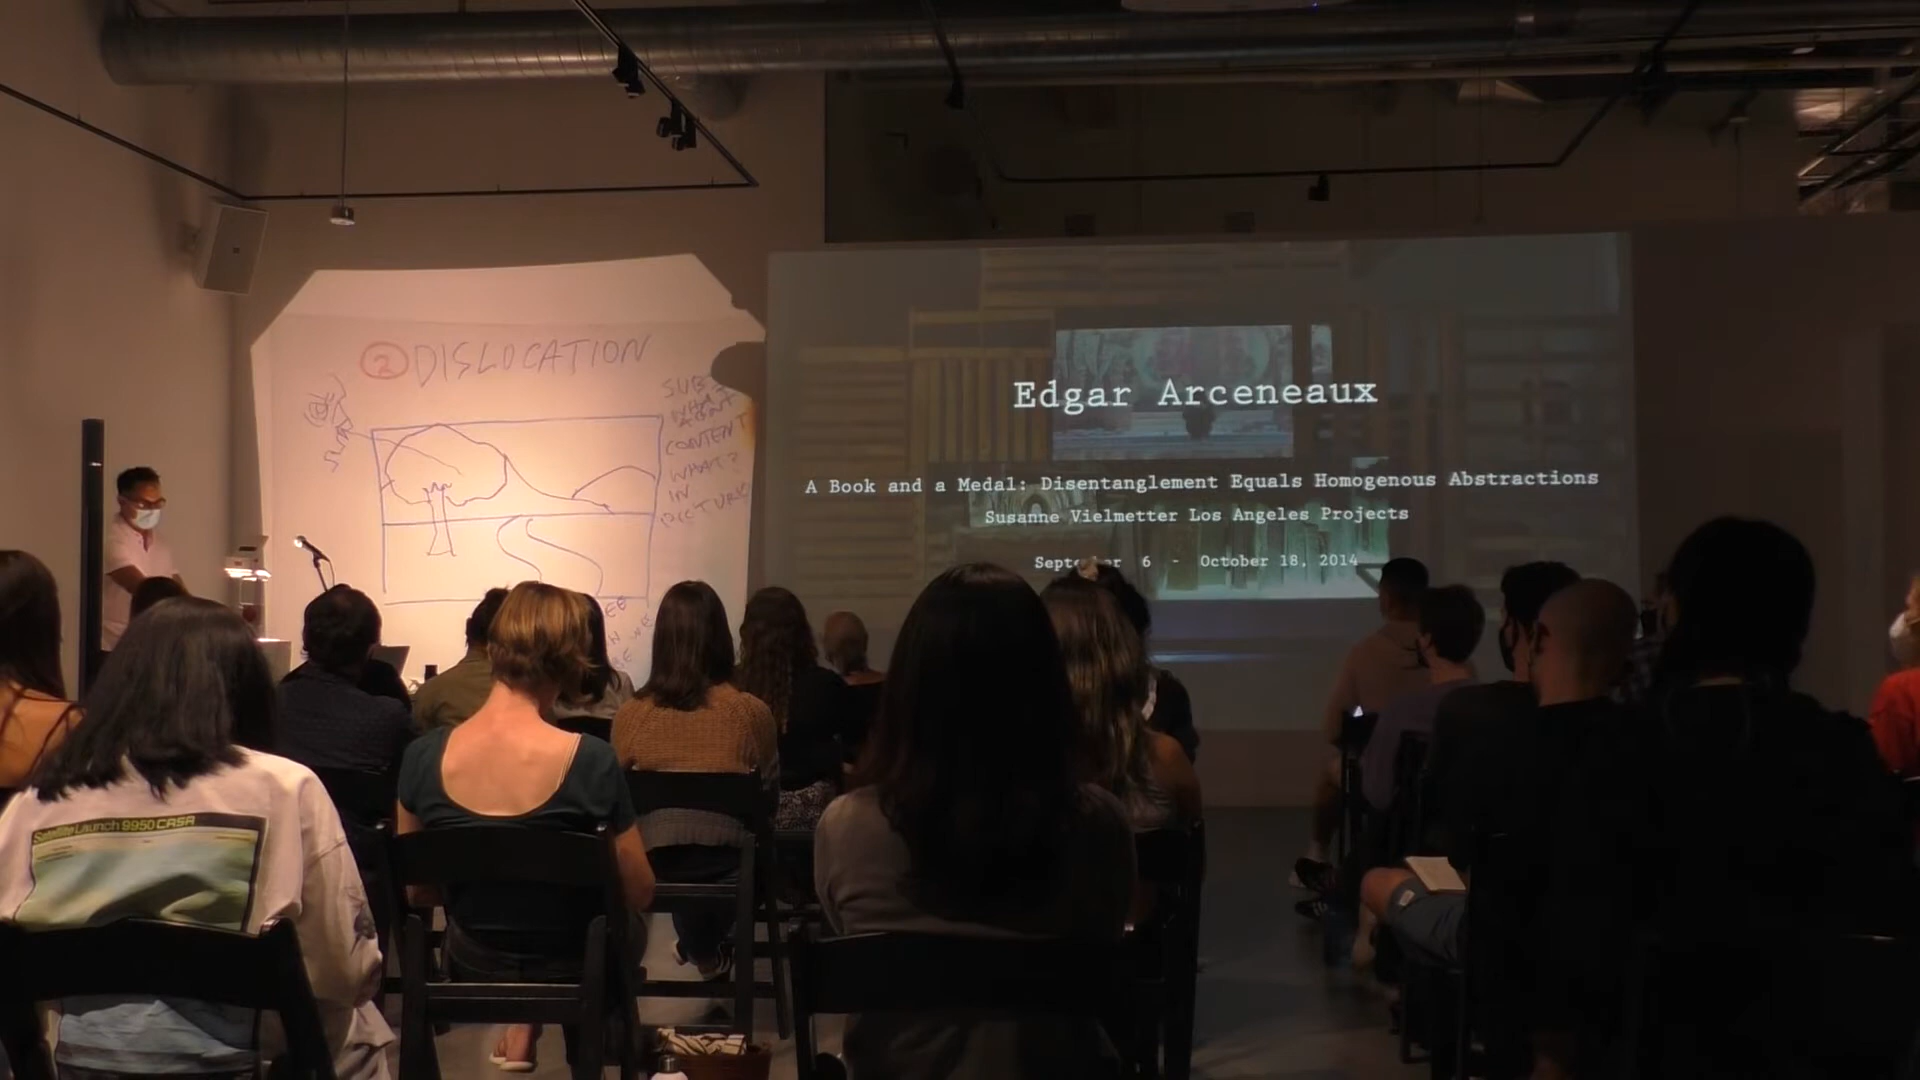 ② DISLOCATION
CONTENT
WHAT?
IN
PICTURE
Edgar Arceneaux
A Book and a Medal: Disentanglement Equals Homogenous Abstractions
Susanne Vielmetter Los Angeles Projects
6 - October 18, 2014
Satellite Launch 9950 CASA